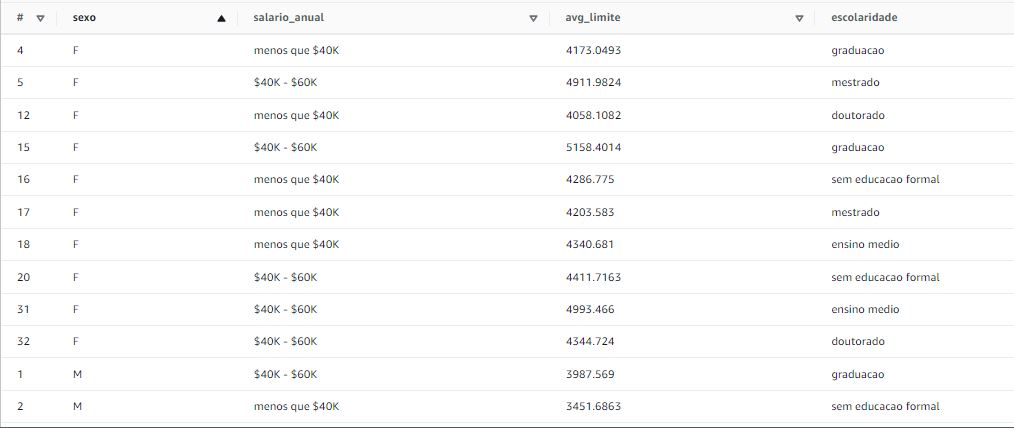 # sexo salario_anual avg_limite escolaridade
4 F menos que $40K 4173.0493 graduacao
5 F $40K - $60K 4911.9824 mestrado
12 F menos que $40K 4058.1082 doutorado
15 F $40K - $60K 5158.4014 graduacao
16 F menos que $40K 4286.775 sem educacao formal
17 F menos que $40K 4203.583 mestrado
18 F menos que $40K 4340.681 ensino medio
20 F $40K - $60K 4411.7163 sem educacao formal
31 F $40K - $60K 4993.466 ensino medio
32 F $40K - $60K 4344.724 doutorado
1 M $40K - $60K 3987.569 graduacao
2 M menos que $40K 3451.6863 sem educacao formal